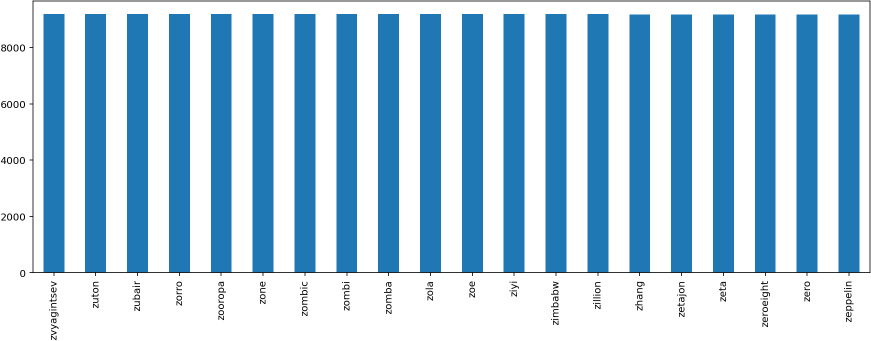 8000
6000
4000
2000
0
zvyagintsev
zuton
zubair
zorro
zooropa
zone
zombic
zombi
zomba
zola
zoe
ziyi
zimbabw
zillion
zhang
zetajon
zeta
zeroeight
zero
zeppelin